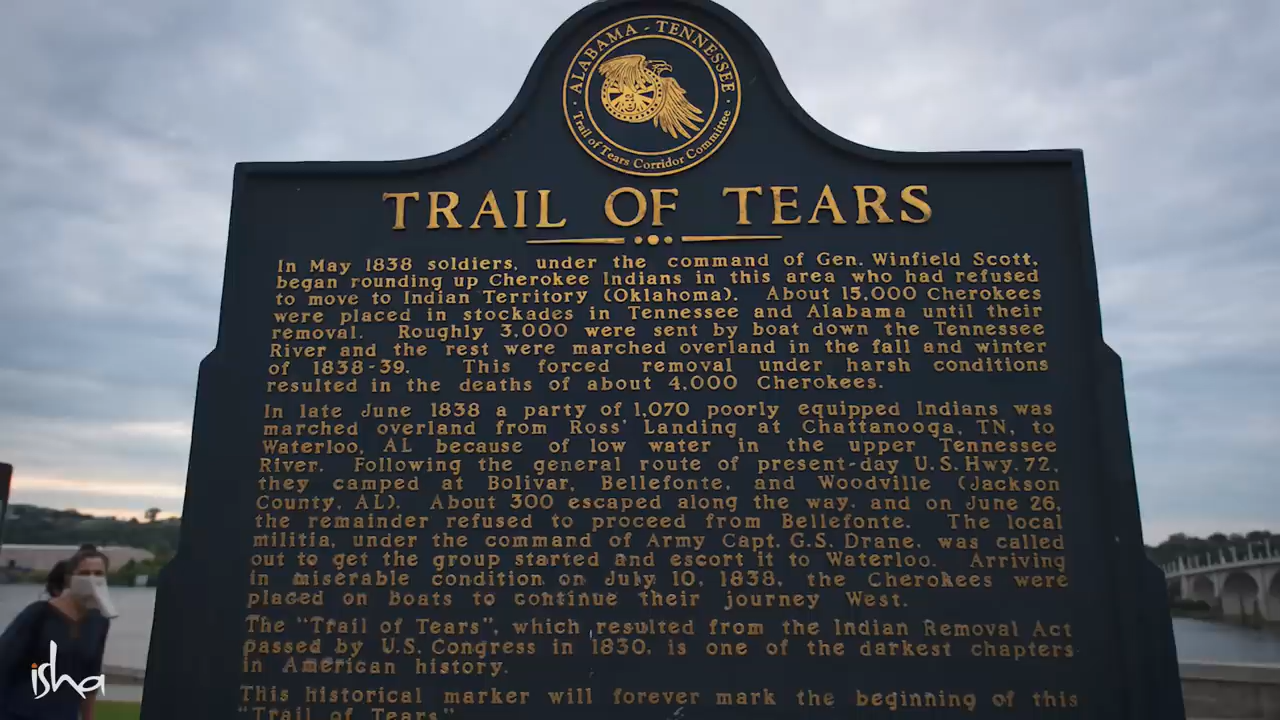 ALABAMA - TENNESSEE
Trail of Tears Corridor Committee
TRAIL OF TEARS
In May 1838 soldiers, under the command of Gen. Winfield Scott,
began rounding up Cherokee Indians in this area who had refused
to move to Indian Territory (Oklahoma). About 15,000 Cherokees
were placed in stockades in Tennessee and Alabama until their
removal. Roughly 3,000 were sent by boat down the Tennessee
River and the rest were marched overland in the fall and winter
of 1838-39. This forced removal under harsh conditions
resulted in the deaths of about 4,000 Cherokees.
In late June 1838 a party of 1,070 poorly equipped Indians was
marched overland from Ross' Landing at Chattanooga, TN, to
Waterloo, AL because of low water in the upper Tennessee
River. Following the general route of present-day U.S. Hwy. 72,
they camped at Bolivar, Bellefonte, and Woodville (Jackson
County, AL). About 300 escaped along the way, and on June 26,
the remainder refused to proceed from Bellefonte. The local
militia, under the command of Army Capt. G.S. Drane, was called
out to get the group started and escort it to Waterloo. Arriving
in miserable condition on July 10, 1838, the Cherokees were
placed on boats to continue their journey West.
The "Trail of Tears", which resulted from the Indian Removal Act
passed by U.S. Congress in 1830, is one of the darkest chapters
in American history.
This historical marker will forever mark the beginning of this
"Trail of Tears"
isha